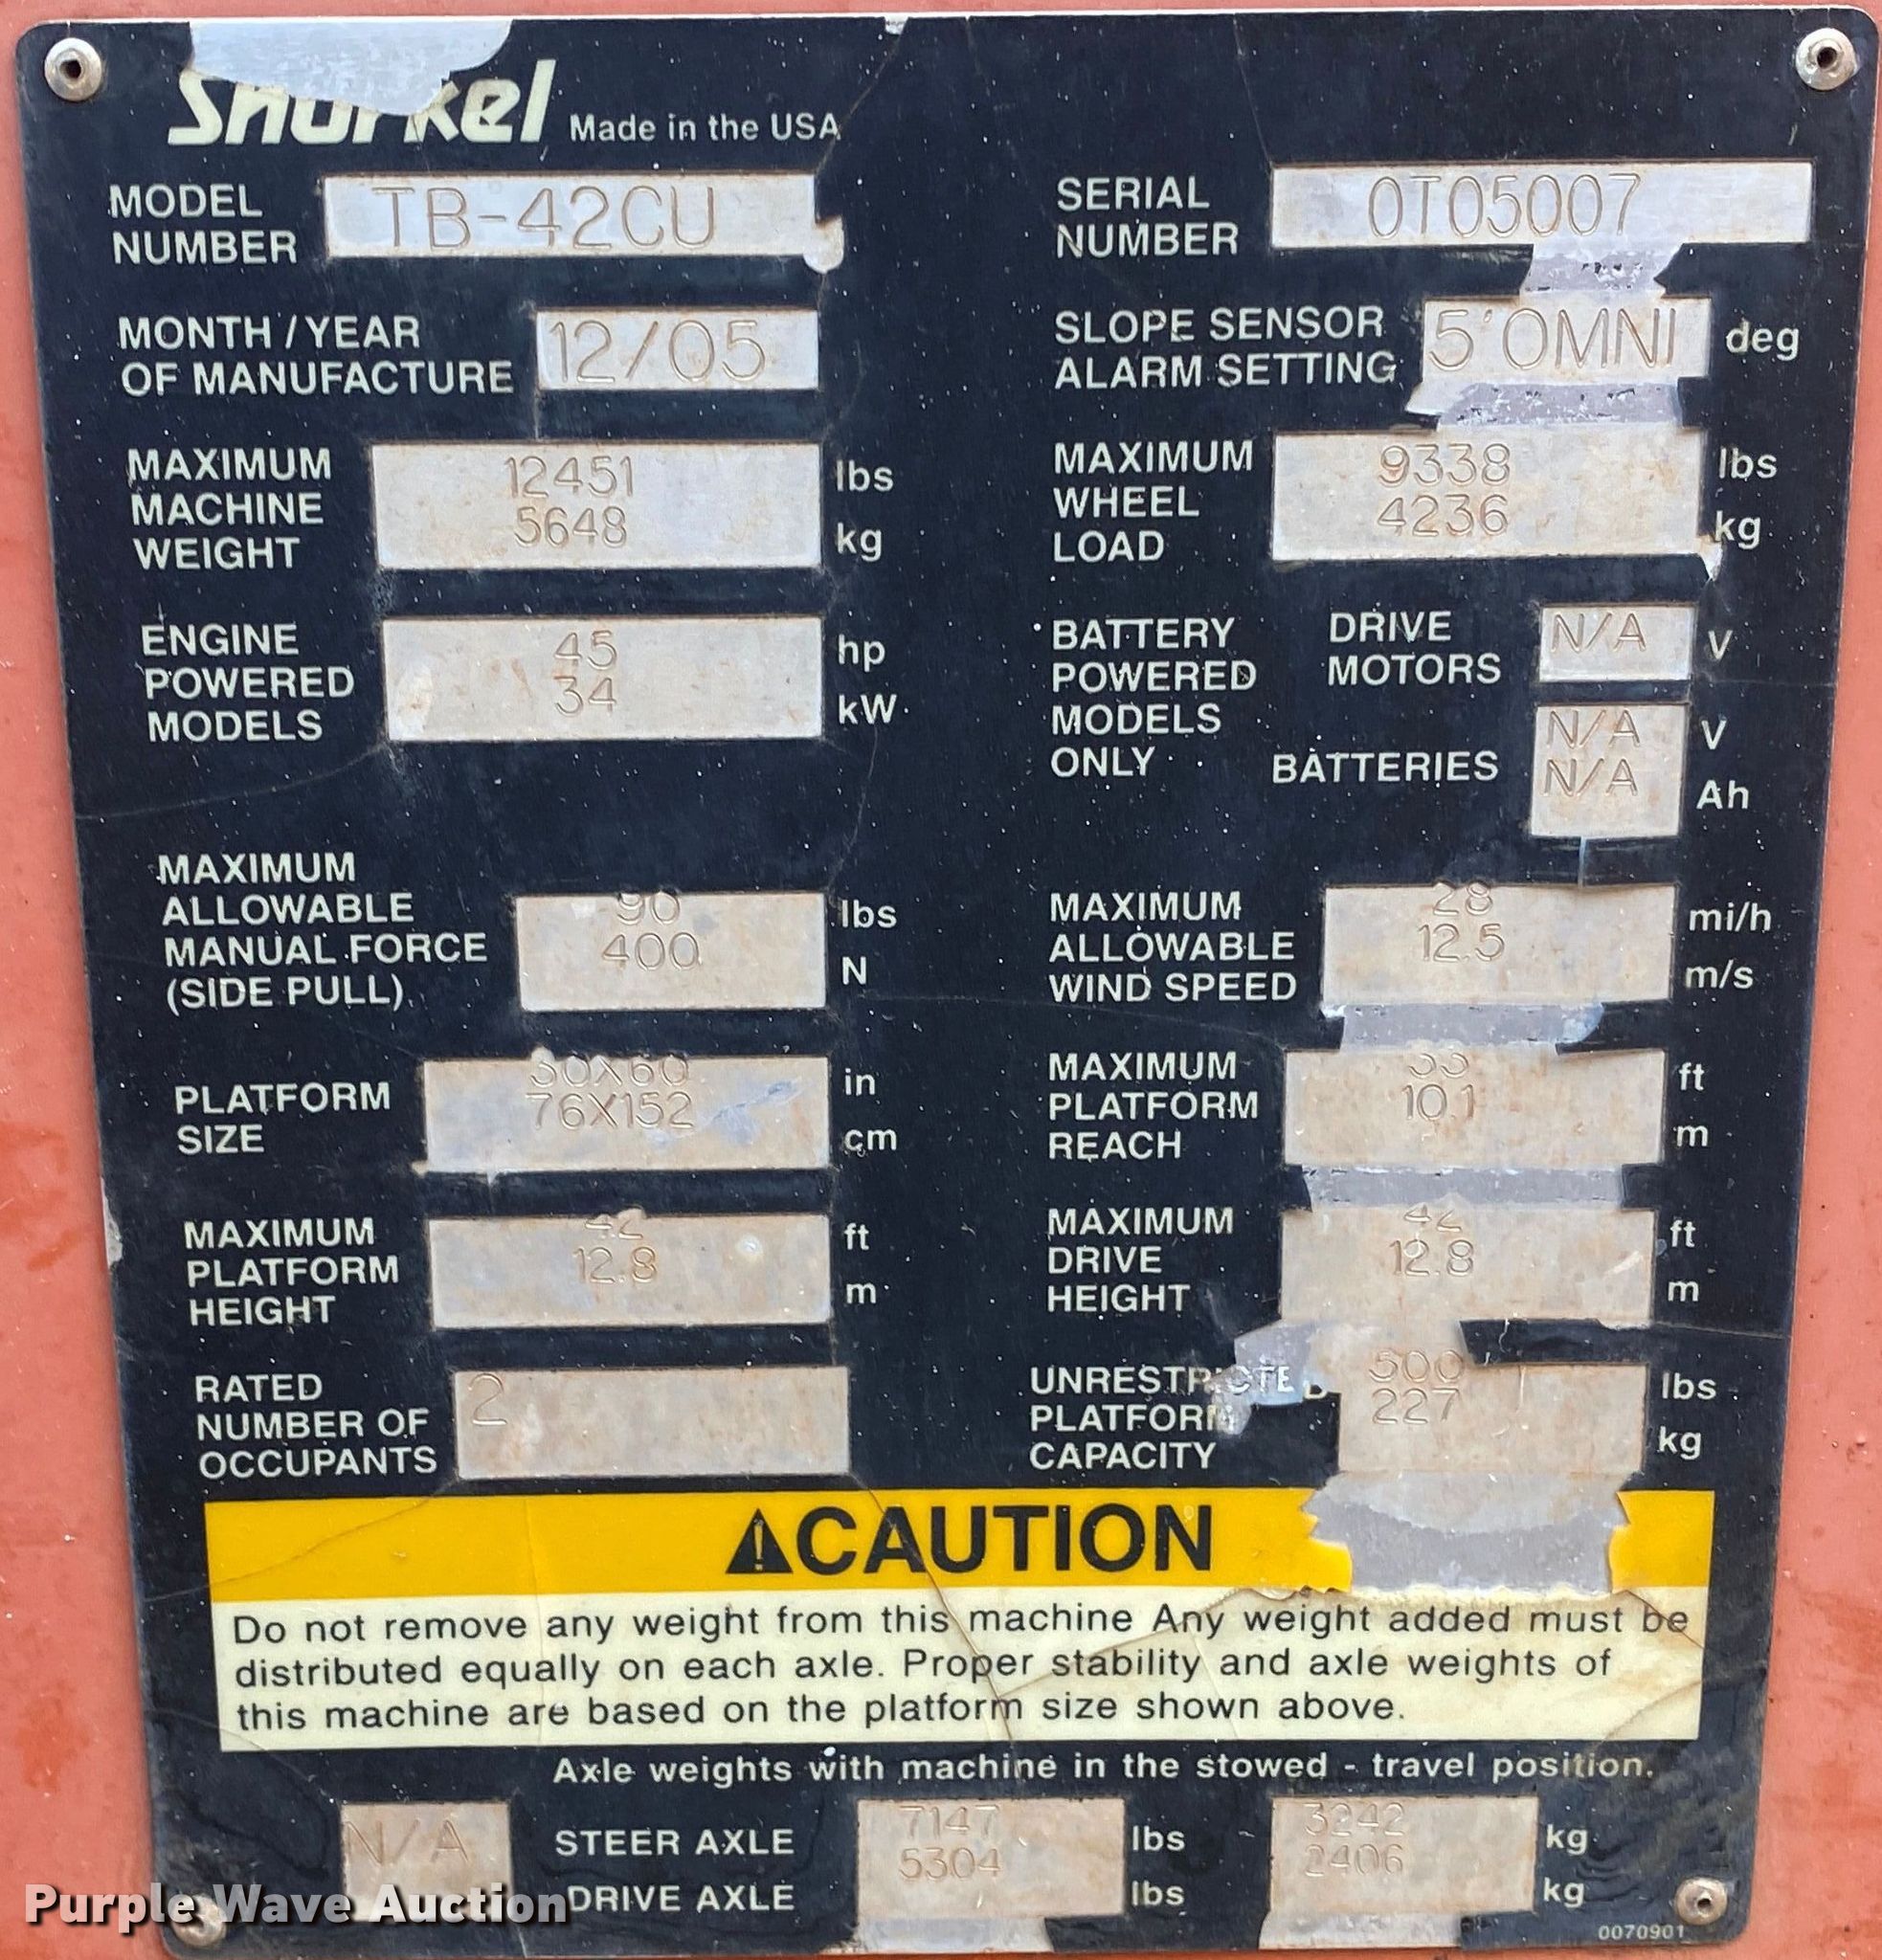 Snorkel Made in the USA
MODEL NUMBER TB-42CU
SERIAL NUMBER 0T05007
MONTH / YEAR OF MANUFACTURE 12/05
SLOPE SENSOR ALARM SETTING 5'OMNI deg
MAXIMUM MACHINE WEIGHT
12451 lbs
5648 kg
MAXIMUM WHEEL LOAD
9338 lbs
4236 kg
ENGINE POWERED MODELS
45 hp
34 kW
BATTERY POWERED MODELS ONLY
DRIVE MOTORS N/A V
BATTERIES
N/A V
N/A Ah
MAXIMUM ALLOWABLE MANUAL FORCE (SIDE PULL)
90 lbs
400 N
MAXIMUM ALLOWABLE WIND SPEED
28 mi/h
12.5 m/s
PLATFORM SIZE
30X60 in
76X152 cm
MAXIMUM PLATFORM REACH
33 ft
10.1 m
MAXIMUM PLATFORM HEIGHT
42 ft
12.8 m
MAXIMUM DRIVE HEIGHT
42 ft
12.8 m
RATED NUMBER OF OCCUPANTS 2
UNRESTRICTED PLATFORM CAPACITY
500 lbs
227 kg
CAUTION
Do not remove any weight from this machine Any weight added must be
distributed equally on each axle. Proper stability and axle weights of
this machine are based on the platform size shown above.
Axle weights with machine in the stowed - travel position.
N/A
STEER AXLE 7147 lbs 3242 kg
DRIVE AXLE 5304 lbs 2406 kg
0070901
Purple Wave Auction